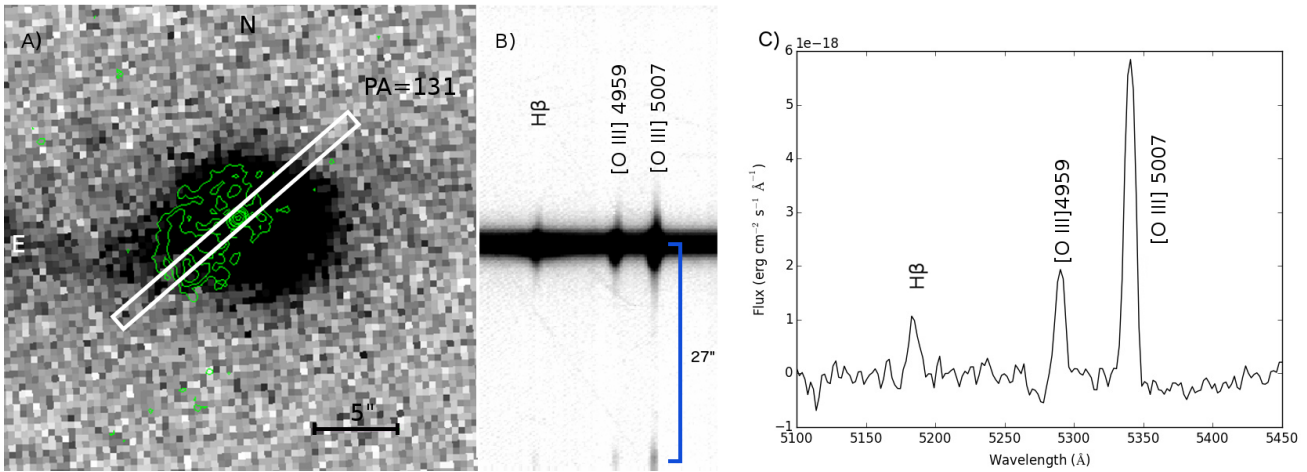 A)
N
PA=131
E
5"
B)
Hβ
[O III] 4959
[O III] 5007
27"
C)
1e−18
6
5
4
3
2
1
0
−1
Flux (erg cm⁻² s⁻¹ Å⁻¹)
Hβ
[O II]4959
[O III] 5007
5100 5150 5200 5250 5300 5350 5400 5450
Wavelength (Å)